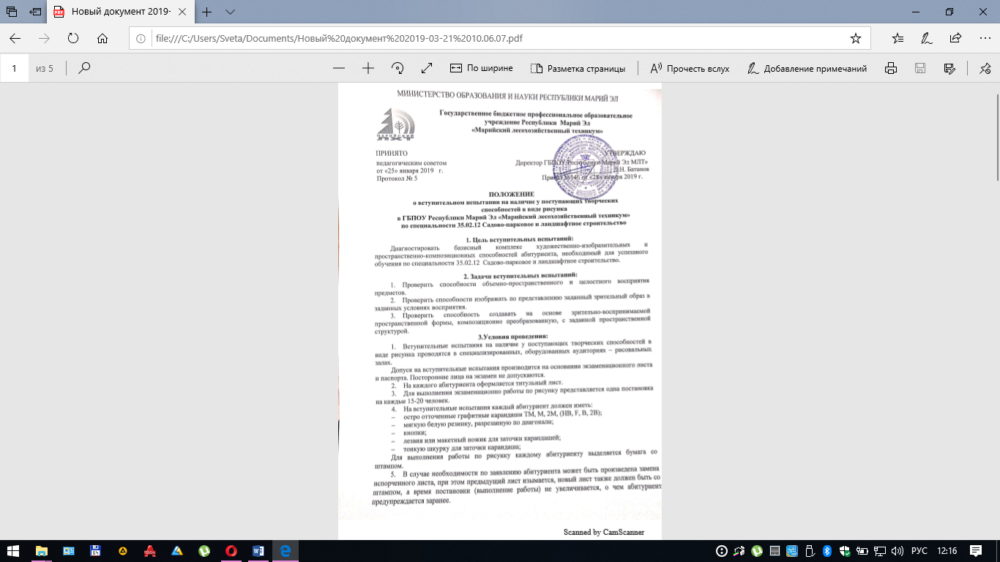 Новый документ 2019-
file:///C:/Users/Sveta/Documents/Новый%20документ%202019-03-21%2010.06.07.pdf
1 из 5 По ширине Разметка страницы Прочесть вслух Добавление примечаний
МИНИСТЕРСТВО ОБРАЗОВАНИЯ И НАУКИ РЕСПУБЛИКИ МАРИЙ ЭЛ
Государственное бюджетное профессиональное образовательное
учреждение Республики Марий Эл
«Марийский лесохозяйственный техникум»
МАРИЙСКИЙ
ЛХТ
ПРИНЯТО
педагогическим советом
от «25» января 2019 г.
Протокол № 5
УТВЕРЖДАЮ
Директор ГБПОУ Республики Марий Эл МЛТ»
Н. Батанов
Приказ №146 от «28» января 2019 г.
ПОЛОЖЕНИЕ
о вступительном испытании на наличие у поступающих творческих
способностей в виде рисунка
в ГБПОУ Республики Марий Эл «Марийский лесохозяйственный техникум»
по специальности 35.02.12 Садово-парковое и ландшафтное строительство
1. Цель вступительных испытаний:
Диагностировать базисный комплекс художественно-изобразительных и
пространственно-композиционных способностей абитуриента, необходимый для успешного
обучения по специальности 35.02.12 Садово-парковое и ландшафтное строительство.
2. Задачи вступительных испытаний:
1. Проверить способности объемно-пространственного и целостного восприятия
предметов.
2. Проверить способности изображать по представлению заданный зрительный образ в
заданных условиях восприятия.
3. Проверить способность создавать на основе зрительно-воспринимаемой
пространственной формы, композиционно преобразованную, с заданной пространственной
структурой.
3.Условия проведения:
1. Вступительные испытания на наличие у поступающих творческих способностей в
виде рисунка проводятся в специализированных, оборудованных аудиториях – рисовальных
залах.
Допуск на вступительные испытания производится на основании экзаменационного листа
и паспорта. Посторонние лица на экзамен не допускаются.
2. На каждого абитуриента оформляется титульный лист.
3. Для выполнения экзаменационно работы по рисунку представляется одна постановка
на каждые 15-20 человек.
4. На вступительные испытания каждый абитуриент должен иметь:
– остро отточенные графитные карандаши ТМ, М, 2М, (HB, F, B, 2B);
– мягкую белую резинку, разрезанную по диагонали;
– кнопки;
– лезвия или макетный ножик для заточки карандашей;
– тонкую шкурку для заточки карандаша;
Для выполнения работы по рисунку каждому абитуриенту выделяется бумага со
штампом.
5. В случае необходимости по заявлению абитуриента может быть произведена замена
испорченного листа, при этом предыдущий лист изымается, новый лист также должен быть со
штампом, а время постановки (выполнение работы) не увеличивается, о чем абитуриент
предупреждается заранее.
Scanned by CamScanner
РУС 12:16